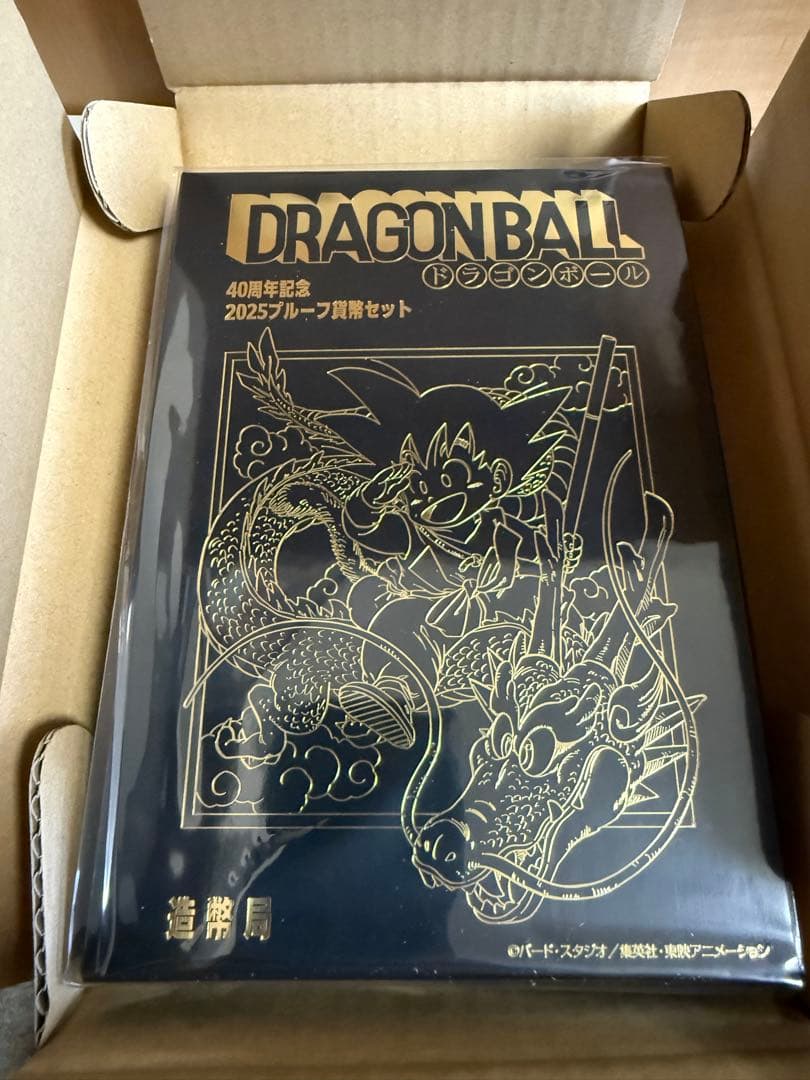 DRAGON BALL
ドラゴンボール
40周年記念
2025プルーフ貨幣セット
造幣局
©バード・スタジオ/集英社・東映アニメーション